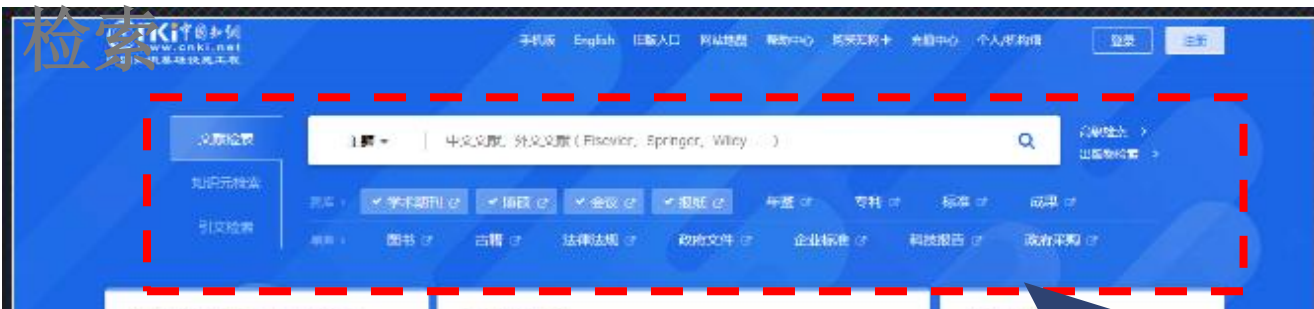 检索
中国知网
www.cnki.net
手机版 English 旧版入口 网站地图 帮助中心 购买知网卡 充值中心 个人/机构馆 登录 注册
文献检索 主题 中文文献、外文文献（Elsevier、Springer、Wiley...） 高级检索 >
出版物检索 >
知识元检索
学术期刊 博硕 会议 报纸 年鉴 专利 标准 成果
引文检索
图书 古籍 法律法规 政府文件 企业标准 科技报告 政府采购